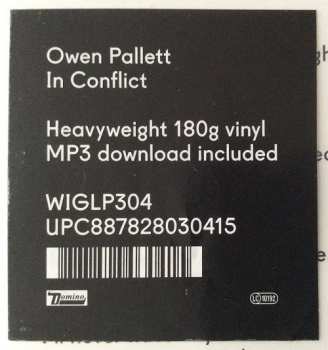 Owen Pallett
In Conflict
Heavyweight 180g vinyl
MP3 download included
WIGLP304
UPC887828030415
Domino
LC 10192